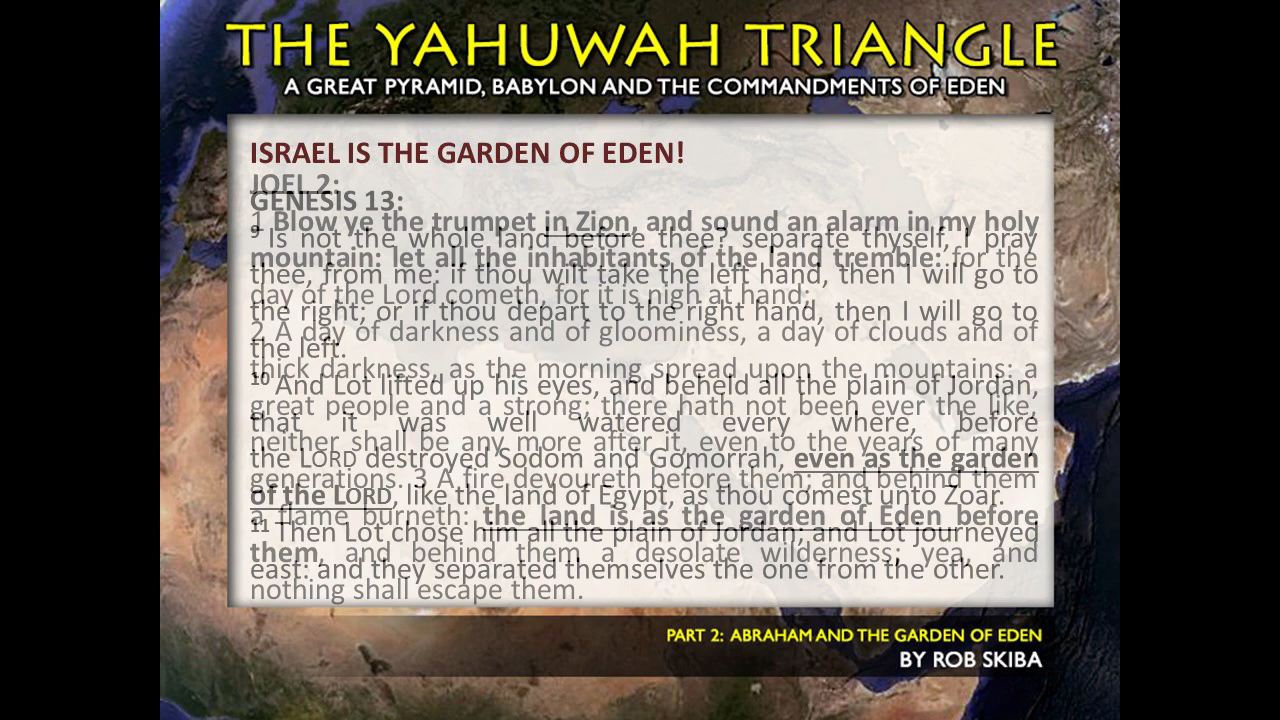 THE YAHUWAH TRIANGLE
A GREAT PYRAMID, BABYLON AND THE COMMANDMENTS OF EDEN
ISRAEL IS THE GARDEN OF EDEN!
JOEL 2:
GENESIS 13:
1 Blow ye the trumpet in Zion, and sound an alarm in my holy
9 Is not the whole land before thee? separate thyself, I pray
mountain: let all the inhabitants of the land tremble: for the
thee, from me: if thou wilt take the left hand, then I will go to
day of the Lord cometh, for it is nigh at hand;
the right; or if thou depart to the right hand, then I will go to
2 A day of darkness and of gloominess, a day of clouds and of
the left.
thick darkness, as the morning spread upon the mountains: a
10 And Lot lifted up his eyes, and beheld all the plain of Jordan,
great people and a strong; there hath not been ever the like,
that it was well watered every where, before
neither shall be any more after it, even to the years of many
the LORD destroyed Sodom and Gomorrah, even as the garden
generations. 3 A fire devoureth before them; and behind them
of the LORD, like the land of Egypt, as thou comest unto Zoar.
a flame burneth: the land is as the garden of Eden before
11 Then Lot chose him all the plain of Jordan; and Lot journeyed
them, and behind them a desolate wilderness; yea, and
east: and they separated themselves the one from the other.
nothing shall escape them.
PART 2: ABRAHAM AND THE GARDEN OF EDEN
BY ROB SKIBA